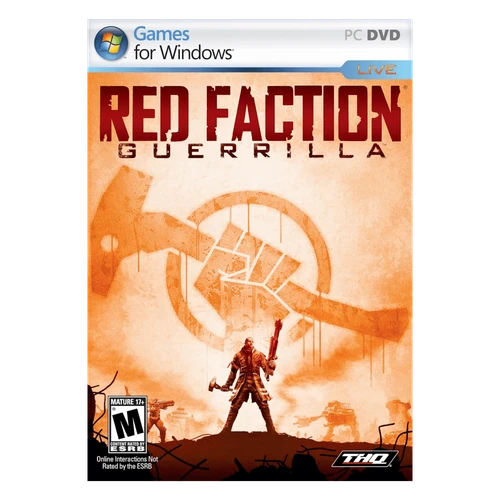 Games
for Windows
PC DVD
LIVE
RED FACTION
GUERRILLA
MATURE 17+
M
CONTENT RATED BY
ESRB
Online Interactions Not
Rated by the ESRB
THQ